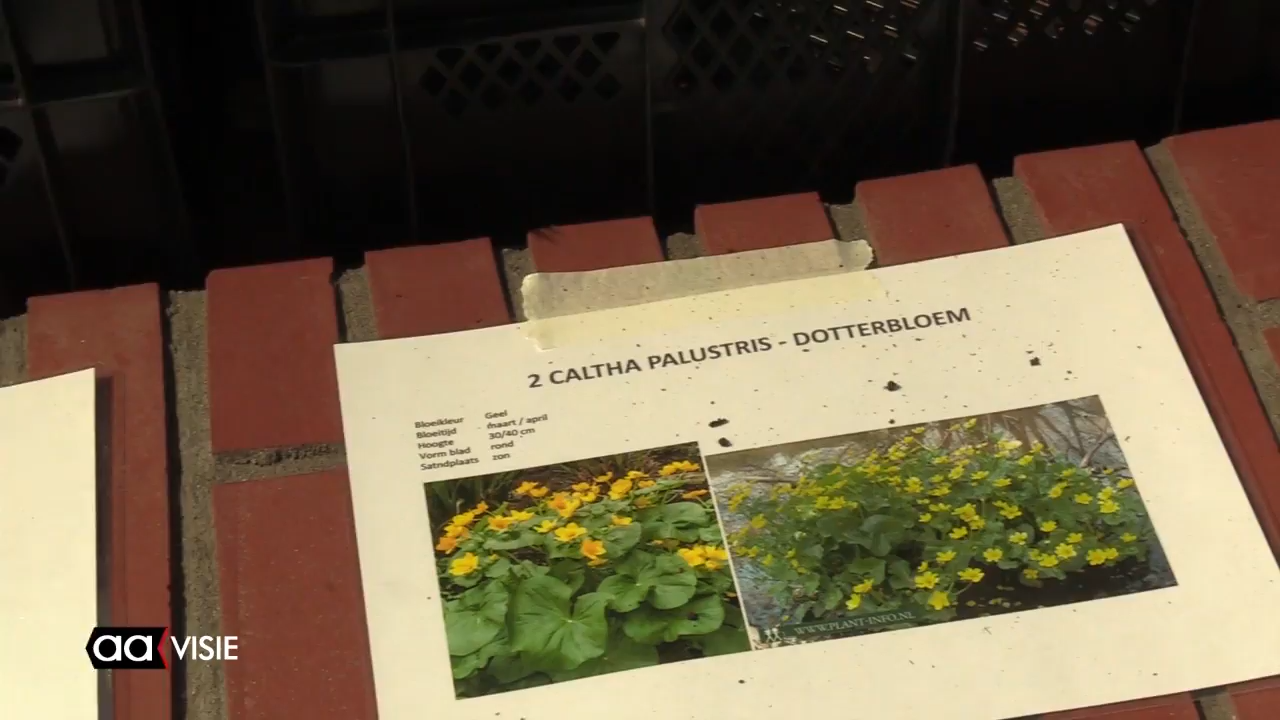 2 CALTHA PALUSTRIS - DOTTERBLOEM
Bloeikleur Geel
Bloeitijd maart / april
Hoogte 30/40 cm
Vorm blad rond
Satndplaats zon
WWW.PLANT-INFO.NL
aa VISIE